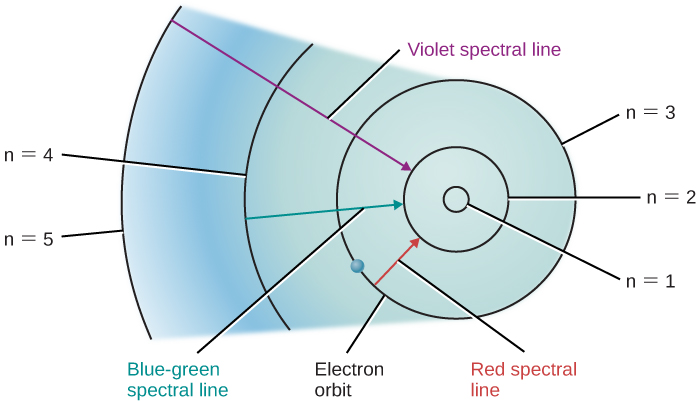 Violet spectral line
n = 3
n = 4
n = 2
n = 5
n = 1
Blue-green
spectral line
Electron
orbit
Red spectral
line